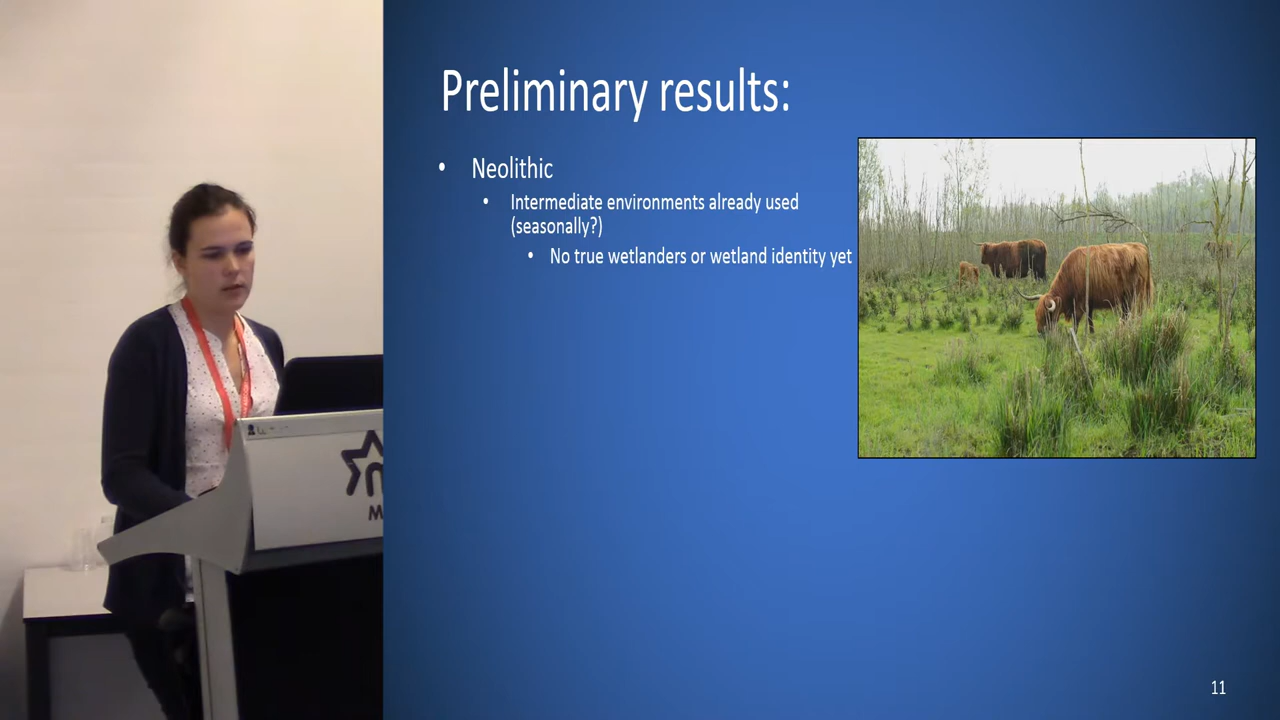 Preliminary results:
• Neolithic
• Intermediate environments already used
(seasonally?)
• No true wetlanders or wetland identity yet
11